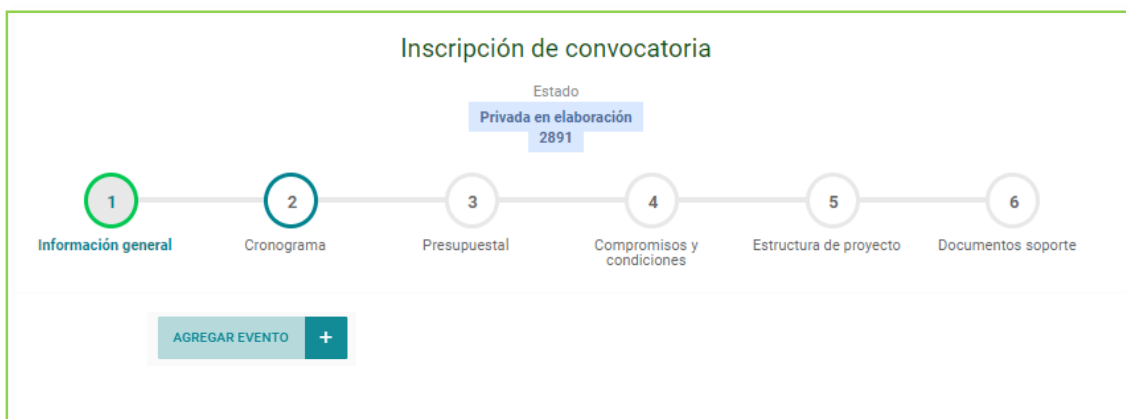 Inscripción de convocatoria
Estado
Privada en elaboración
2891
1
2
3
4
5
6
Información general
Cronograma
Presupuestal
Compromisos y
condiciones
Estructura de proyecto
Documentos soporte
AGREGAR EVENTO +